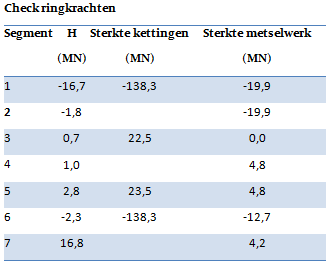 Check ringkrachten
Segment H Sterkte kettingen Sterkte metselwerk
(MN) (MN) (MN)
1 -16,7 -138,3 -19,9
2 -1,8 -19,9
3 0,7 22,5 0,0
4 1,0 4,8
5 2,8 23,5 4,8
6 -2,3 -138,3 -12,7
7 16,8 4,2